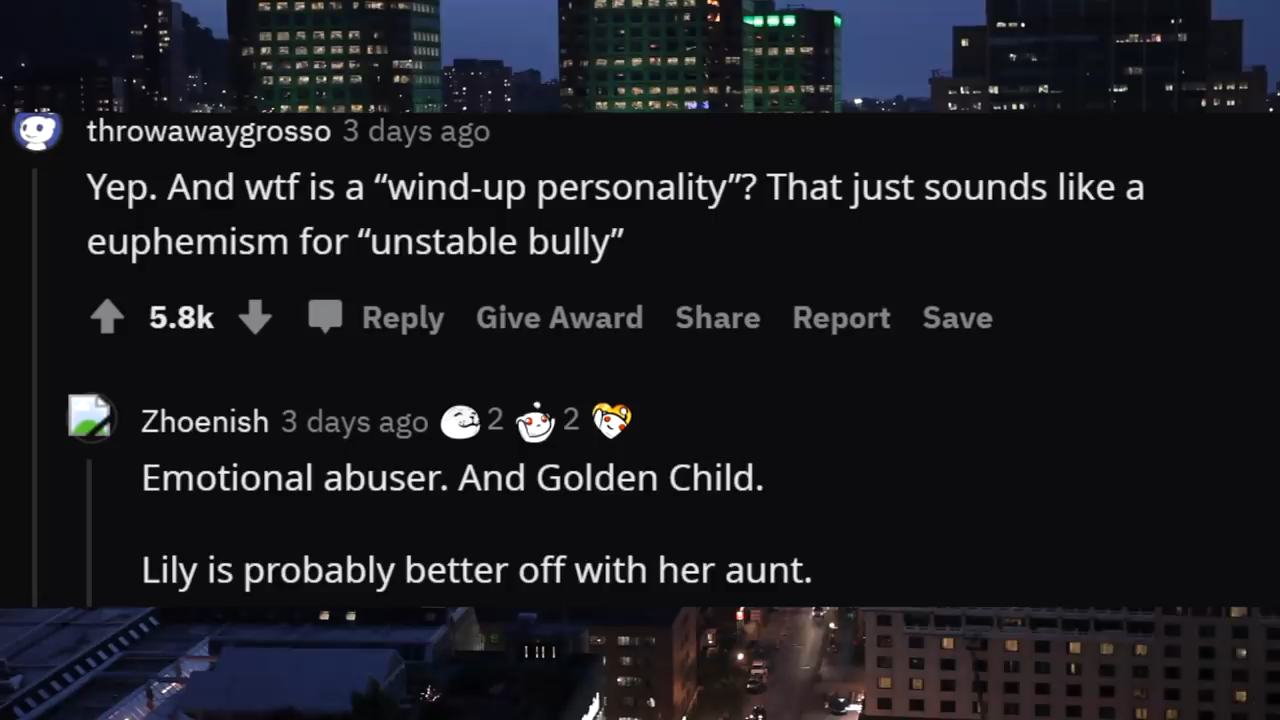 throwawaygrosso 3 days ago
Yep. And wtf is a “wind-up personality”? That just sounds like a
euphemism for “unstable bully”
5.8k Reply Give Award Share Report Save
Zhoenish 3 days ago 2 2
Emotional abuser. And Golden Child.
Lily is probably better off with her aunt.